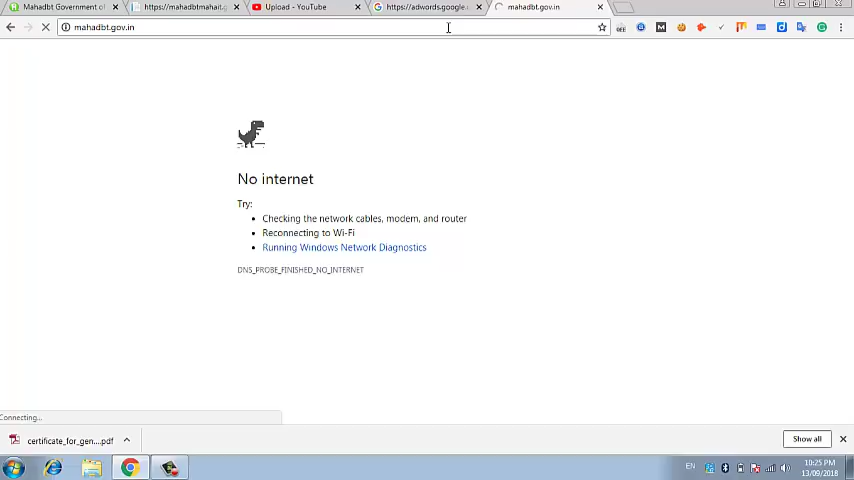 Mahadbt Government of
https://mahadbtmahait.g
Upload - YouTube
https://adwords.google.
mahadbt.gov.in
mahadbt.gov.in
OFF
No internet
Try:
• Checking the network cables, modem, and router
• Reconnecting to Wi-Fi
• Running Windows Network Diagnostics
DNS_PROBE_FINISHED_NO_INTERNET
Connecting...
certificate_for_gen....pdf
Show all
EN
10:25 PM
13/09/2018